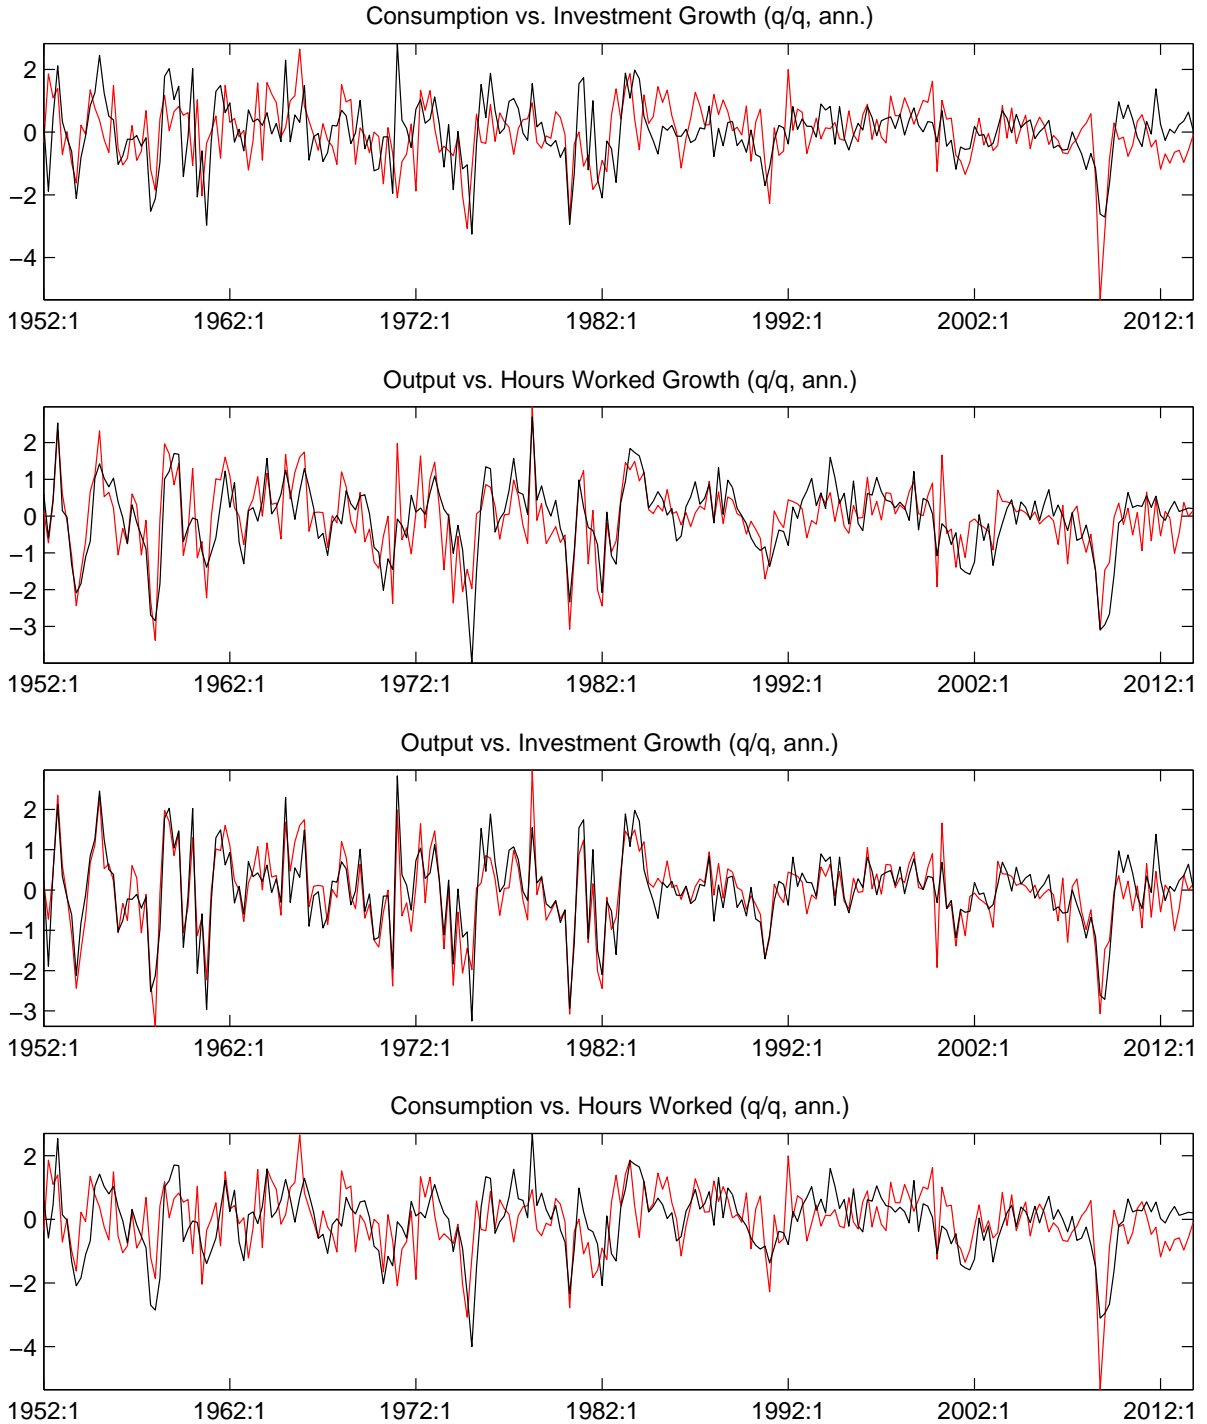 Consumption vs. Investment Growth (q/q, ann.)
2
0
−2
−4
1952:1 1962:1 1972:1 1982:1 1992:1 2002:1 2012:1
Output vs. Hours Worked Growth (q/q, ann.)
2
1
0
−1
−2
−3
1952:1 1962:1 1972:1 1982:1 1992:1 2002:1 2012:1
Output vs. Investment Growth (q/q, ann.)
2
1
0
−1
−2
−3
1952:1 1962:1 1972:1 1982:1 1992:1 2002:1 2012:1
Consumption vs. Hours Worked (q/q, ann.)
2
0
−2
−4
1952:1 1962:1 1972:1 1982:1 1992:1 2002:1 2012:1